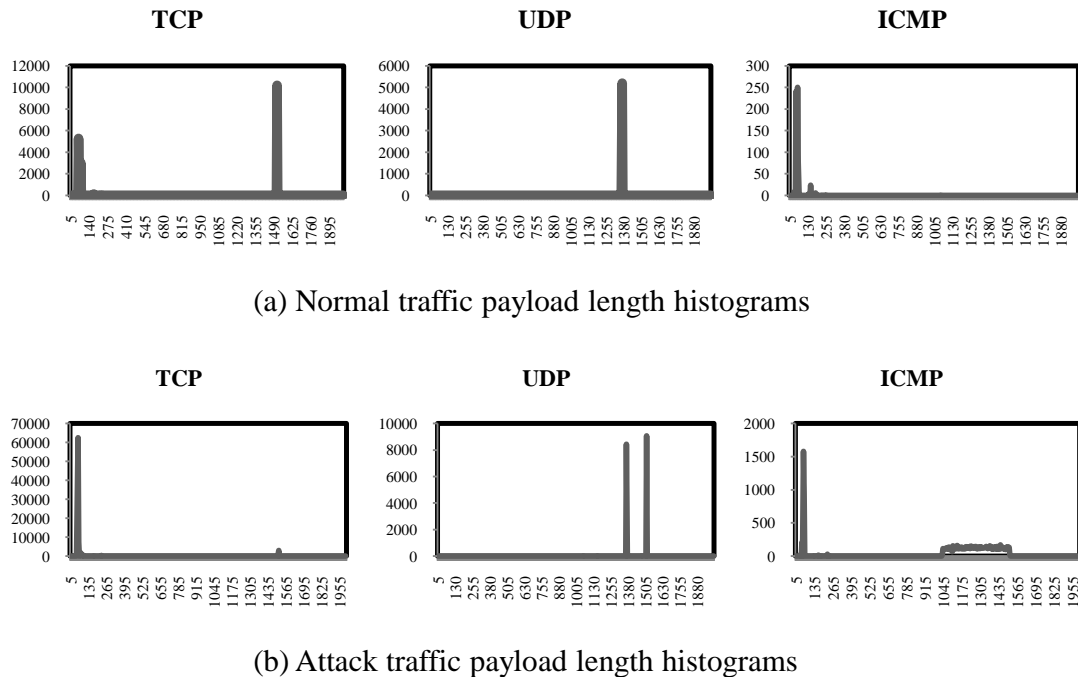 TCP UDP ICMP
12000 6000 300
10000 5000 250
8000 4000 200
6000 3000 150
4000 2000 100
2000 1000 50
0 0 0
5 140 275 410 545 680 815 950 1085 1220 1355 1490 1625 1760 1895
5 130 255 380 505 630 755 880 1005 1130 1255 1380 1505 1630 1755 1880
5 130 255 380 505 630 755 880 1005 1130 1255 1380 1505 1630 1755 1880
(a) Normal traffic payload length histograms
TCP UDP ICMP
70000 10000 2000
60000 8000 1500
50000 6000 1000
40000 4000 500
30000 2000 0
20000 0
10000
0
5 135 265 395 525 655 785 915 1045 1175 1305 1435 1565 1695 1825 1955
5 130 255 380 505 630 755 880 1005 1130 1255 1380 1505 1630 1755 1880
5 135 265 395 525 655 785 915 1045 1175 1305 1435 1565 1695 1825 1955
(b) Attack traffic payload length histograms